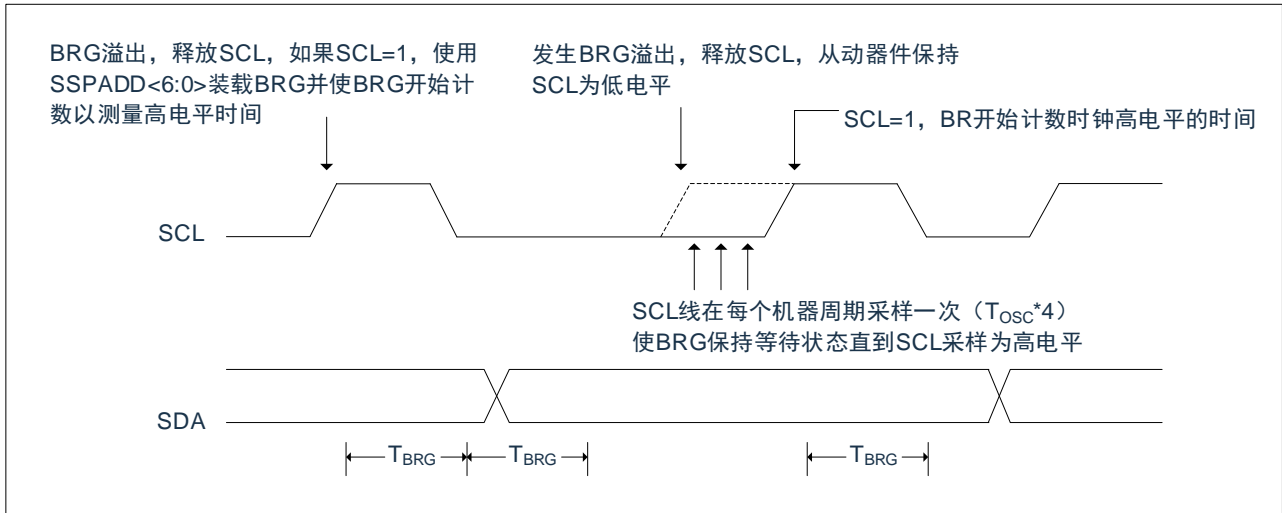 BRG溢出，释放SCL，如果SCL=1，使用
SSPADD<6:0>装载BRG并使BRG开始计
数以测量高电平时间
发生BRG溢出，释放SCL，从动器件保持
SCL为低电平
SCL=1，BR开始计数时钟高电平的时间
SCL
SCL线在每个机器周期采样一次（TOSC*4）
使BRG保持等待状态直到SCL采样为高电平
SDA
TBRG
TBRG
TBRG